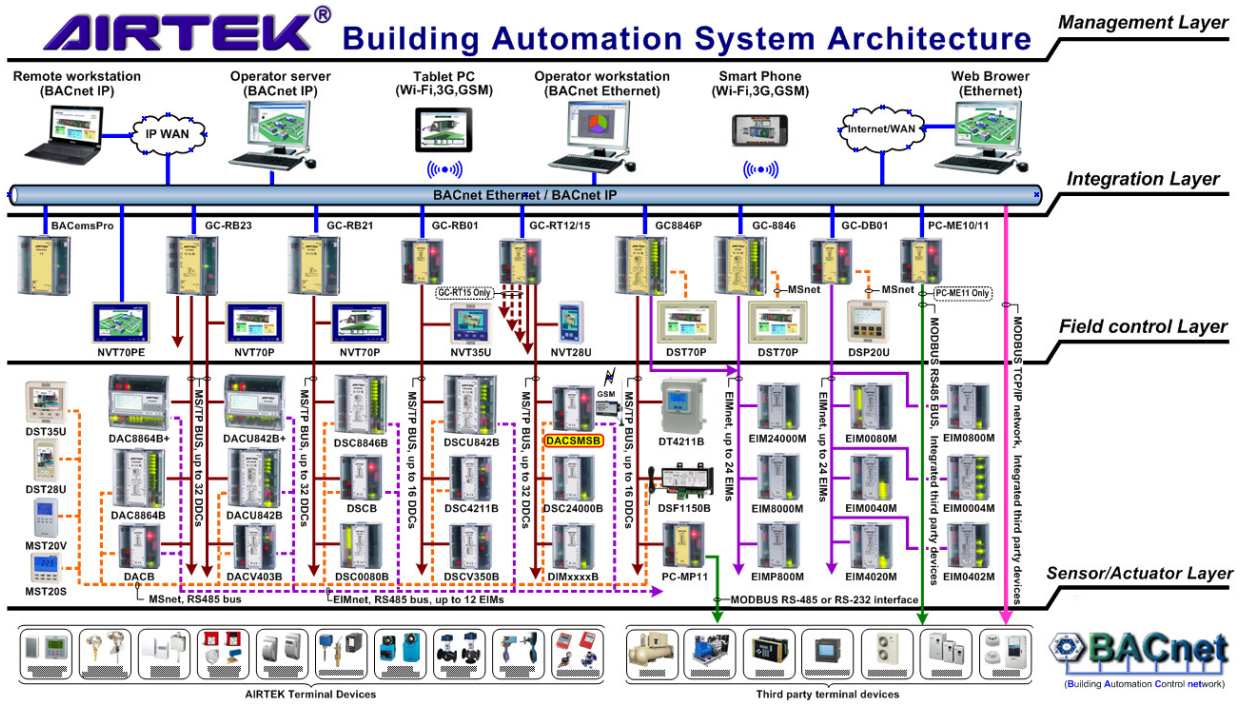 AIRTEK®
Building Automation System Architecture
Management Layer
Remote workstation
(BACnet IP)
Operator server
(BACnet IP)
Tablet PC
(Wi-Fi,3G,GSM)
Operator workstation
(BACnet Ethernet)
Smart Phone
(Wi-Fi,3G,GSM)
Web Brower
(Ethernet)
IP WAN
Internet/WAN
BACnet Ethernet / BACnet IP
Integration Layer
BACemsPro
GC-RB23
GC-RB21
GC-RB01
GC-RT12/15
GC8846P
GC-8846
GC-DB01
PC-ME10/11
AIRTEK
AIRTEK
AIRTEK
AIRTEK
AIRTEK
AIRTEK
AIRTEK
AIRTEK
AIRTEK
GC-RT15 Only
MSnet
MSnet
PC-ME11 Only
NVT70PE
NVT70P
NVT70P
NVT35U
NVT28U
DST70P
DST70P
DSP20U
Field control Layer
MS/TP BUS, up to 32 DDCs
MS/TP BUS, up to 32 DDCs
MS/TP BUS, up to 16 DDCs
MS/TP BUS, up to 32 DDCs
MS/TP BUS, up to 16 DDCs
EIMnet, up to 24 EIMs
EIMnet, up to 24 EIMs
MODBUS RS485 BUS, Integrated third party devices
MODBUS TCP/IP network, Integrated third party devices
GSM
DST35U
DAC8864B+
DACU842B+
DSC8846B
DSCU842B
DACSMSB
DT4211B
EIM24000M
EIM0080M
EIM0800M
DST28U
DAC8864B
DACU842B
DSCB
DSC4211B
DSC24000B
DSF1150B
EIM8000M
EIM0040M
EIM0004M
MST20V
MST20S
DACB
DACV403B
DSC0080B
DSCV350B
DIMxxxxB
PC-MP11
EIMP800M
EIM4020M
EIM0402M
Sensor/Actuator Layer
MSnet, RS485 bus
EIMnet, RS485 bus, up to 12 EIMs
MODBUS RS-485 or RS-232 interface
AIRTEK Terminal Devices
Third party terminal devices
BACnet
(Building Automation Control network)